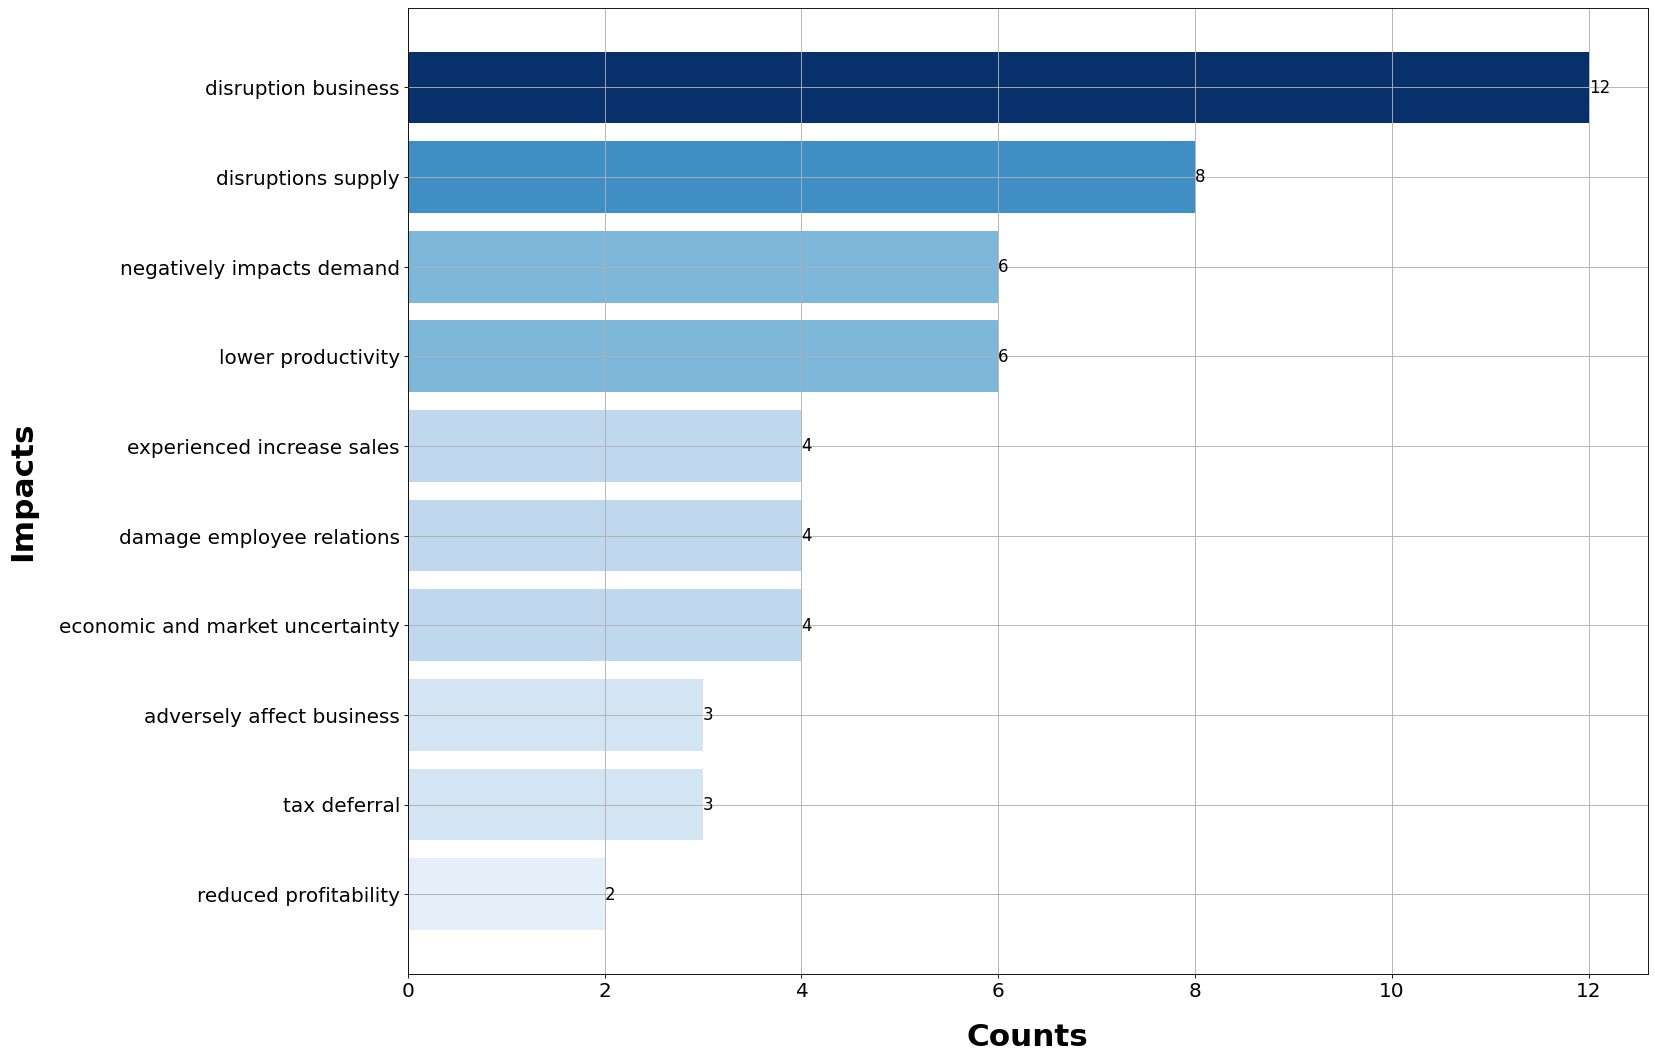 disruption business
12
disruptions supply
8
negatively impacts demand
6
lower productivity
6
experienced increase sales
4
damage employee relations
4
economic and market uncertainty
4
adversely affect business
3
tax deferral
3
reduced profitability
2
Impacts
0 2 4 6 8 10 12
Counts